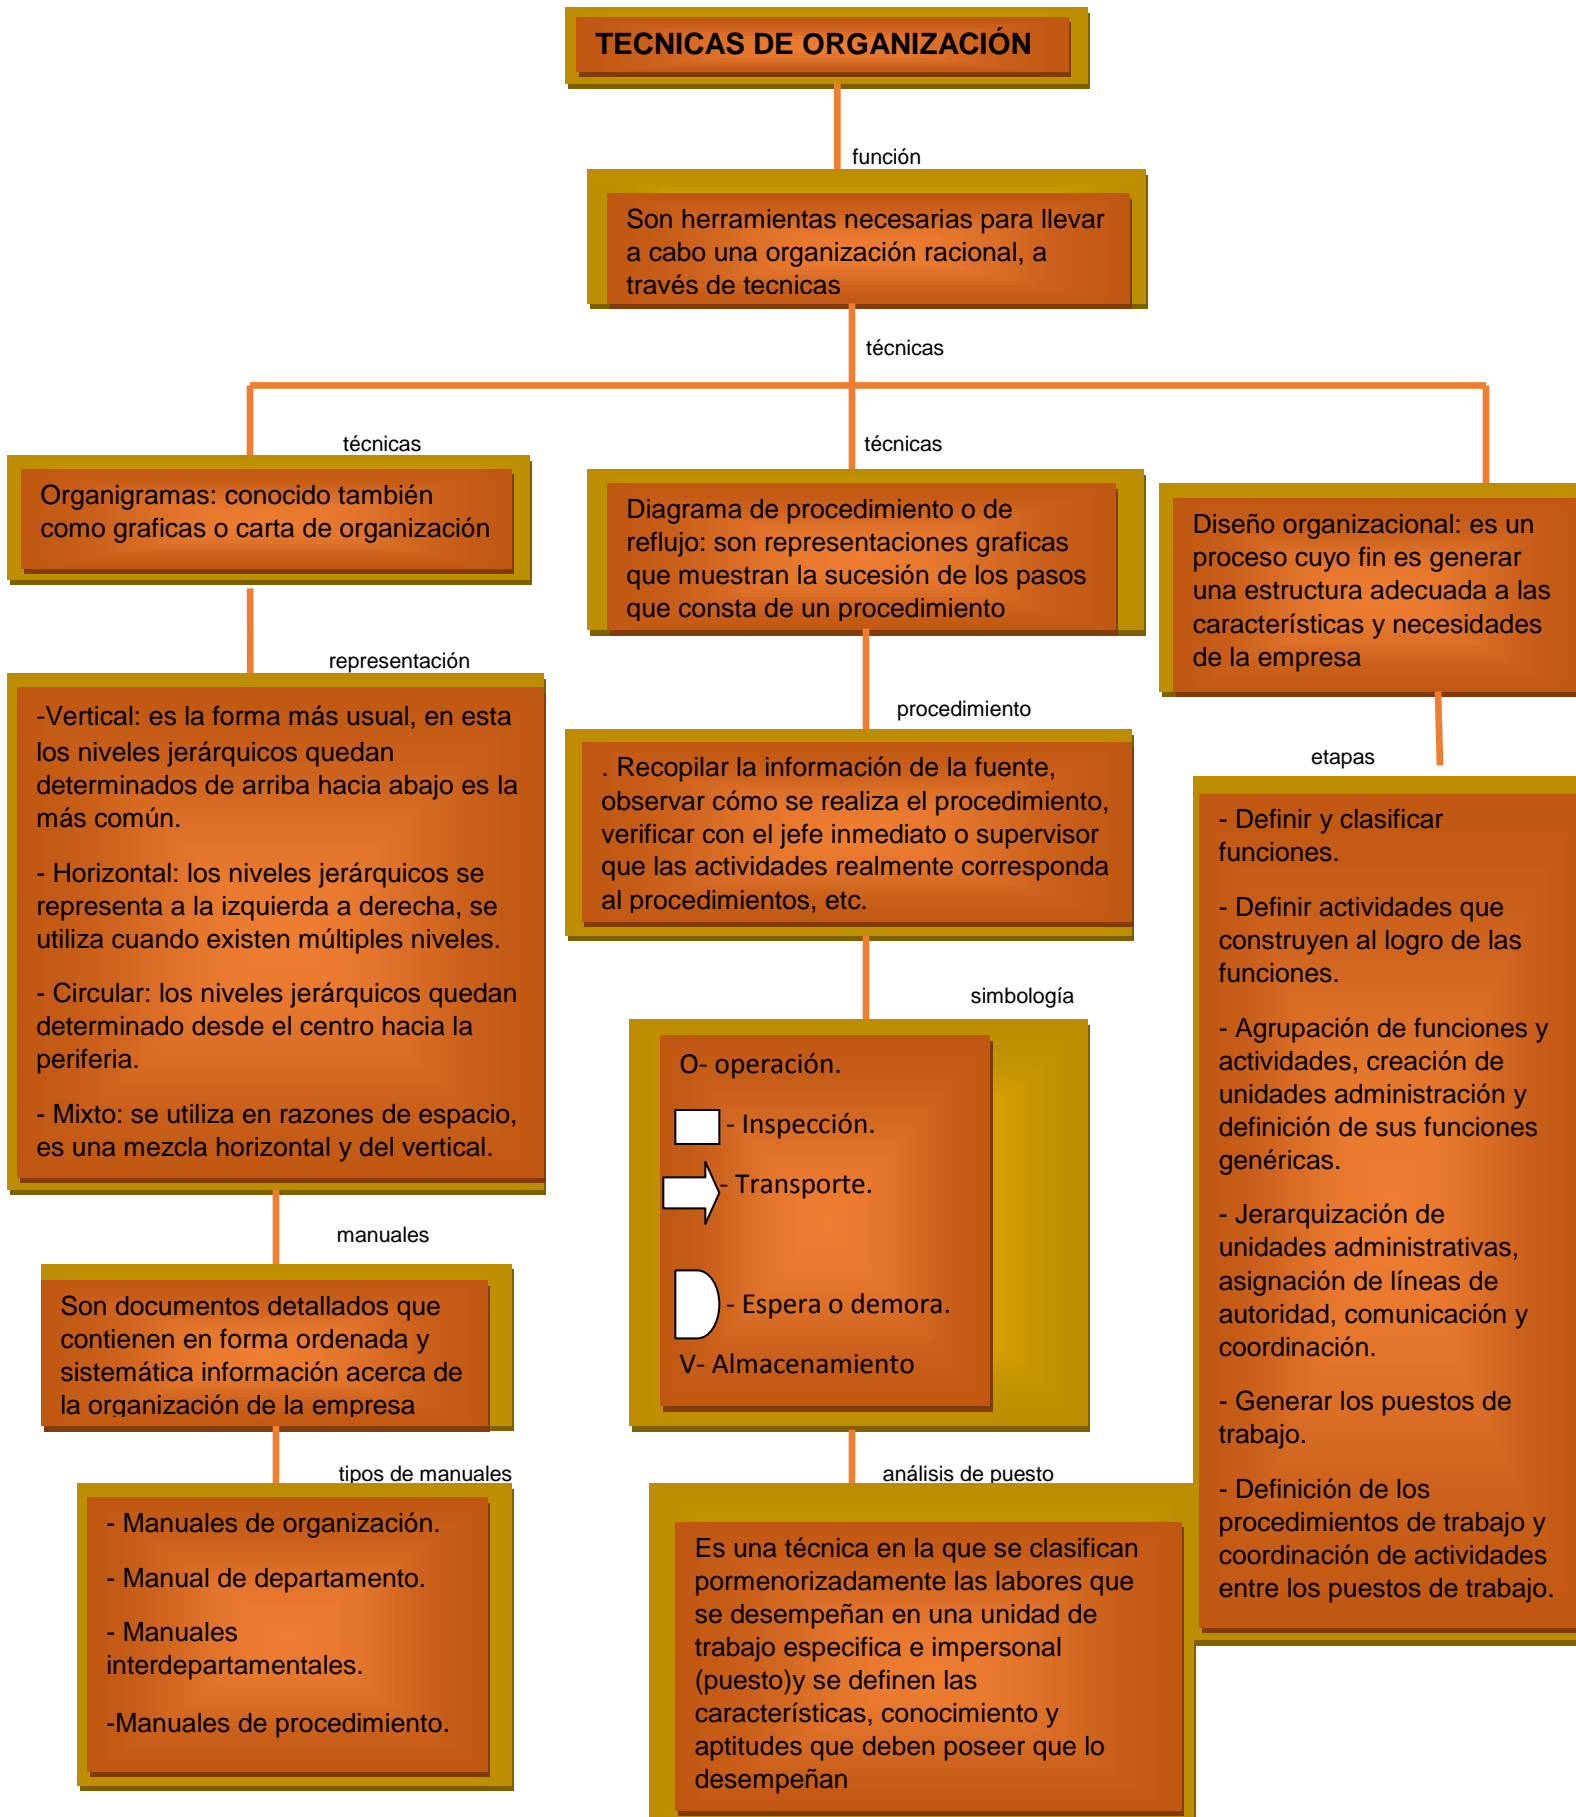 TECNICAS DE ORGANIZACIÓN
función
Son herramientas necesarias para llevar
a cabo una organización racional, a
través de tecnicas
técnicas
técnicas
Organigramas: conocido también
como graficas o carta de organización
representación
-Vertical: es la forma más usual, en esta
los niveles jerárquicos quedan
determinados de arriba hacia abajo es la
más común.
- Horizontal: los niveles jerárquicos se
representa a la izquierda a derecha, se
utiliza cuando existen múltiples niveles.
- Circular: los niveles jerárquicos quedan
determinado desde el centro hacia la
periferia.
- Mixto: se utiliza en razones de espacio,
es una mezcla horizontal y del vertical.
manuales
Son documentos detallados que
contienen en forma ordenada y
sistemática información acerca de
la organización de la empresa
tipos de manuales
- Manuales de organización.
- Manual de departamento.
- Manuales
interdepartamentales.
-Manuales de procedimiento.
técnicas
Diagrama de procedimiento o de
reflujo: son representaciones graficas
que muestran la sucesión de los pasos
que consta de un procedimiento
procedimiento
. Recopilar la información de la fuente,
observar cómo se realiza el procedimiento,
verificar con el jefe inmediato o supervisor
que las actividades realmente corresponda
al procedimientos, etc.
simbología
O- operación.
- Inspección.
- Transporte.
- Espera o demora.
V- Almacenamiento
análisis de puesto
Es una técnica en la que se clasifican
pormenorizadamente las labores que
se desempeñan en una unidad de
trabajo especifica e impersonal
(puesto)y se definen las
características, conocimiento y
aptitudes que deben poseer que lo
desempeñan
Diseño organizacional: es un
proceso cuyo fin es generar
una estructura adecuada a las
características y necesidades
de la empresa
etapas
- Definir y clasificar
funciones.
- Definir actividades que
construyen al logro de las
funciones.
- Agrupación de funciones y
actividades, creación de
unidades administración y
definición de sus funciones
genéricas.
- Jerarquización de
unidades administrativas,
asignación de líneas de
autoridad, comunicación y
coordinación.
- Generar los puestos de
trabajo.
- Definición de los
procedimientos de trabajo y
coordinación de actividades
entre los puestos de trabajo.